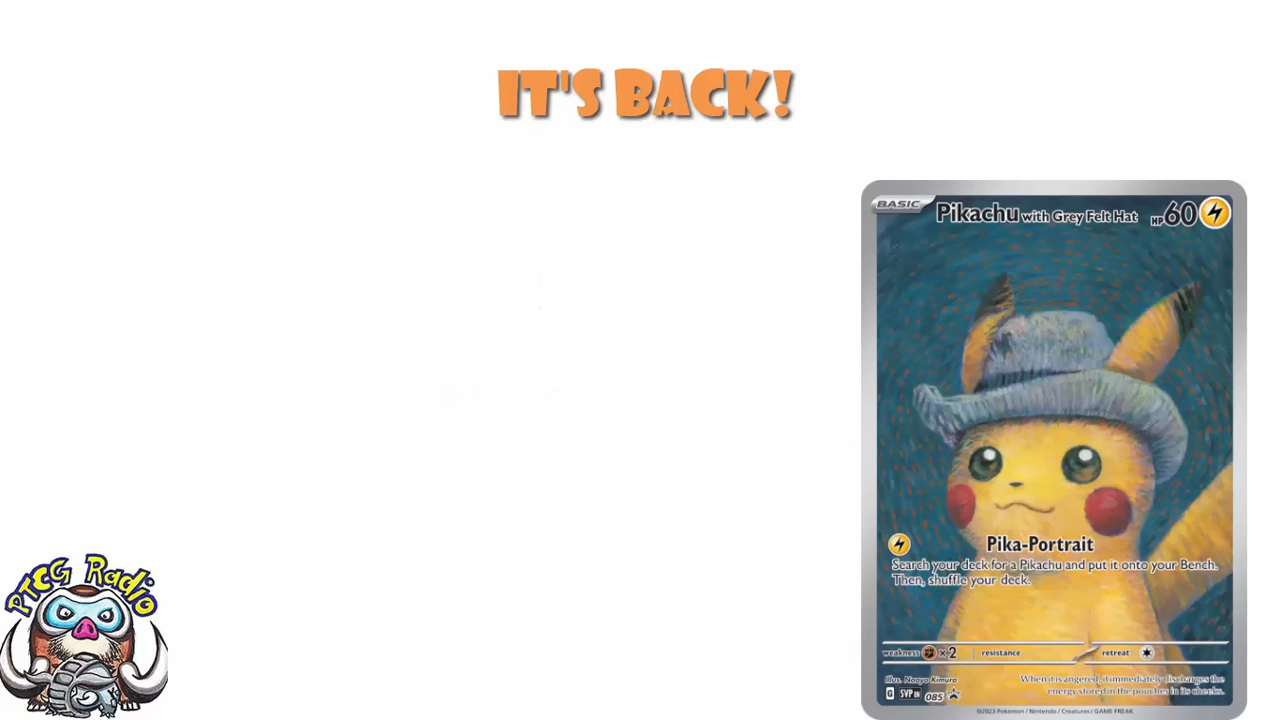 IT'S BACK!
BASIC Pikachu with Grey Felt Hat HP60
Pika-Portrait
Search your deck for a Pikachu and put it onto your Bench.
Then, shuffle your deck.
weakness ×2 resistance retreat
Illus. Naoyo Kimura
When it is angered, it immediately discharges the
energy stored in the pouches in its cheeks.
G SVP EN 085
©2023 Pokémon / Nintendo / Creatures / GAME FREAK
PTCG Radio